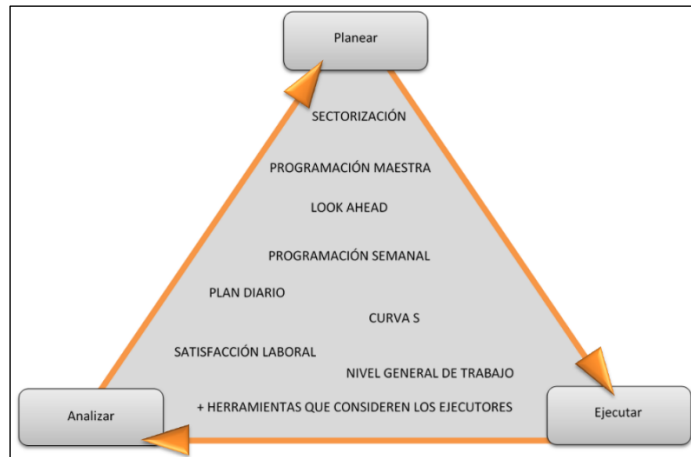 Planear
SECTORIZACIÓN
PROGRAMACIÓN MAESTRA
LOOK AHEAD
PROGRAMACIÓN SEMANAL
PLAN DIARIO
CURVA S
SATISFACCIÓN LABORAL
NIVEL GENERAL DE TRABAJO
+ HERRAMIENTAS QUE CONSIDEREN LOS EJECUTORES
Analizar
Ejecutar